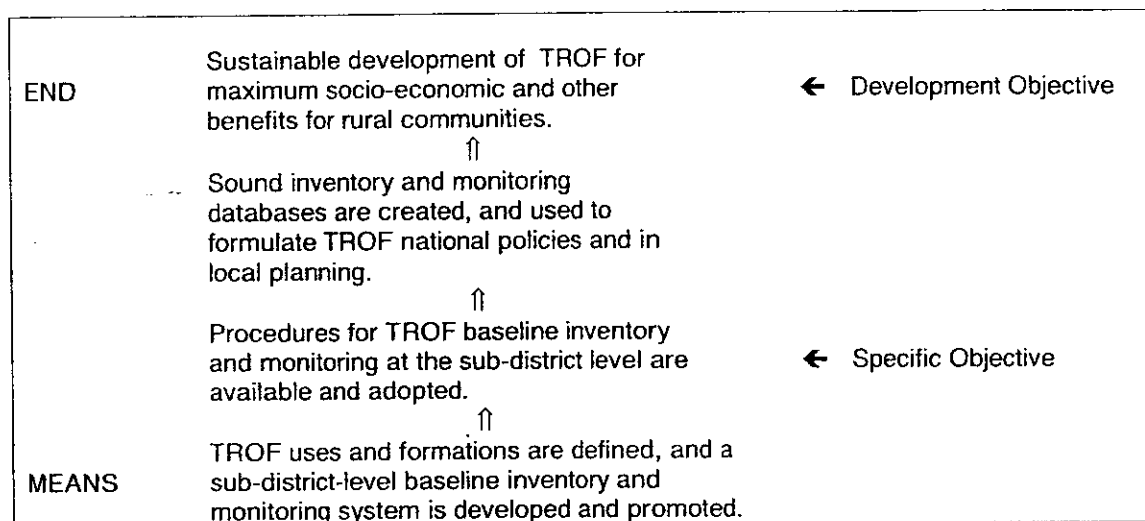 Sustainable development of TROF for
END maximum socio-economic and other ← Development Objective
benefits for rural communities.
⇑
Sound inventory and monitoring
databases are created, and used to
formulate TROF national policies and in
local planning.
⇑
Procedures for TROF baseline inventory
and monitoring at the sub-district level are ← Specific Objective
available and adopted.
⇑
TROF uses and formations are defined, and a
MEANS sub-district-level baseline inventory and
monitoring system is developed and promoted.